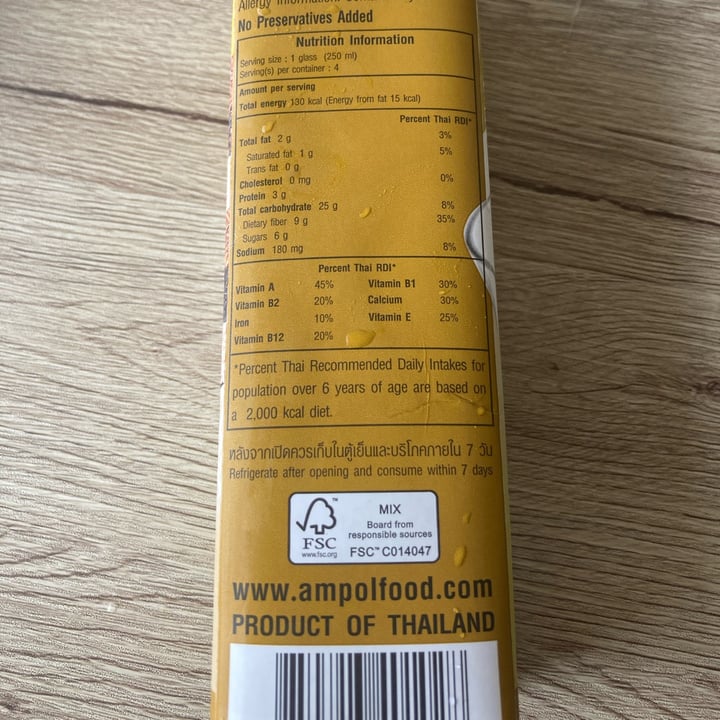 Allergy Information:
No Preservatives Added
Nutrition Information
Serving size : 1 glass (250 ml)
Serving(s) per container : 4
Amount per serving
Total energy 130 kcal (Energy from fat 15 kcal)
Percent Thai RDI*
Total fat 2 g 3%
Saturated fat 1 g 5%
Trans fat 0 g
Cholesterol 0 mg 0%
Protein 3 g
Total carbohydrate 25 g 8%
Dietary fiber 9 g 35%
Sugars 6 g
Sodium 180 mg 8%
Percent Thai RDI*
Vitamin A 45% Vitamin B1 30%
Vitamin B2 20% Calcium 30%
Iron 10% Vitamin E 25%
Vitamin B12 20%
*Percent Thai Recommended Daily Intakes for
population over 6 years of age are based on
a 2,000 kcal diet.
หลังจากเปิดควรเก็บในตู้เย็นและบริโภคภายใน 7 วัน
Refrigerate after opening and consume within 7 days
FSC™
www.fsc.org
MIX
Board from
responsible sources
FSC™ C014047
www.ampolfood.com
PRODUCT OF THAILAND